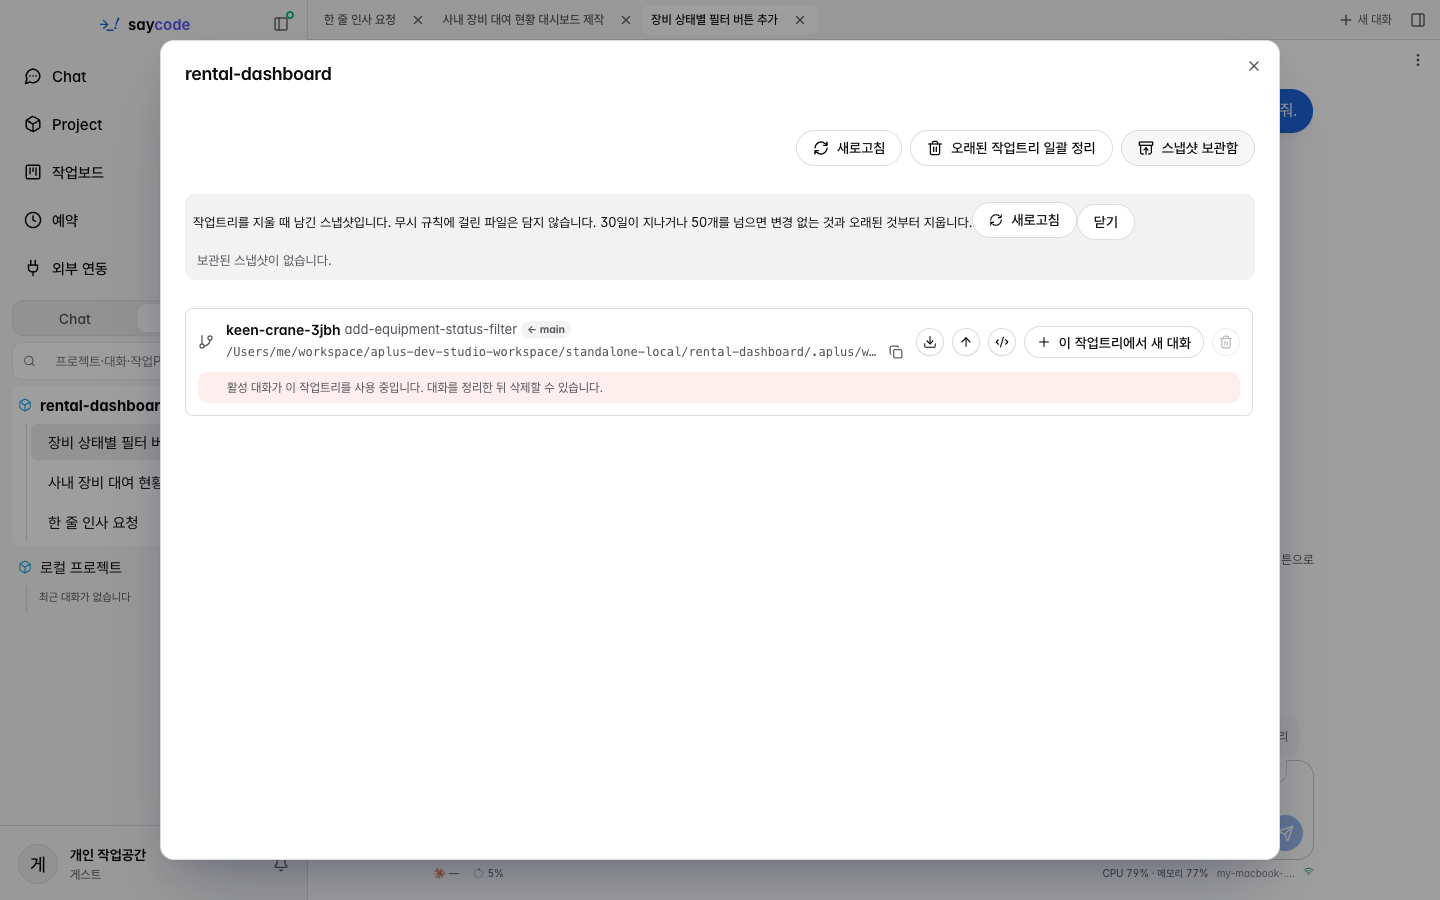 saycode
한 줄 인사 요청
사내 장비 대여 현황 대시보드 제작
장비 상태별 필터 버튼 추가
새 대화
Chat
Project
작업보드
예약
외부 연동
Chat
프로젝트·대화·작업
rental-dashboar
장비 상태별 필터 버
사내 장비 대여 현황
한 줄 인사 요청
로컬 프로젝트
최근 대화가 없습니다
게
개인 작업공간
게스트
rental-dashboard
새로고침
오래된 작업트리 일괄 정리
스냅샷 보관함
작업트리를 지울 때 남긴 스냅샷입니다. 무시 규칙에 걸린 파일은 담지 않습니다. 30일이 지나거나 50개를 넘으면 변경 없는 것과 오래된 것부터 지웁니다.
새로고침
닫기
보관된 스냅샷이 없습니다.
keen-crane-3jbh add-equipment-status-filter ← main
/Users/me/workspace/aplus-dev-studio-workspace/standalone-local/rental-dashboard/.aplus/w…
이 작업트리에서 새 대화
활성 대화가 이 작업트리를 사용 중입니다. 대화를 정리한 뒤 삭제할 수 있습니다.
줘.
튼으로
리
— 5%
CPU 79% · 메모리 77% my-macbook-....